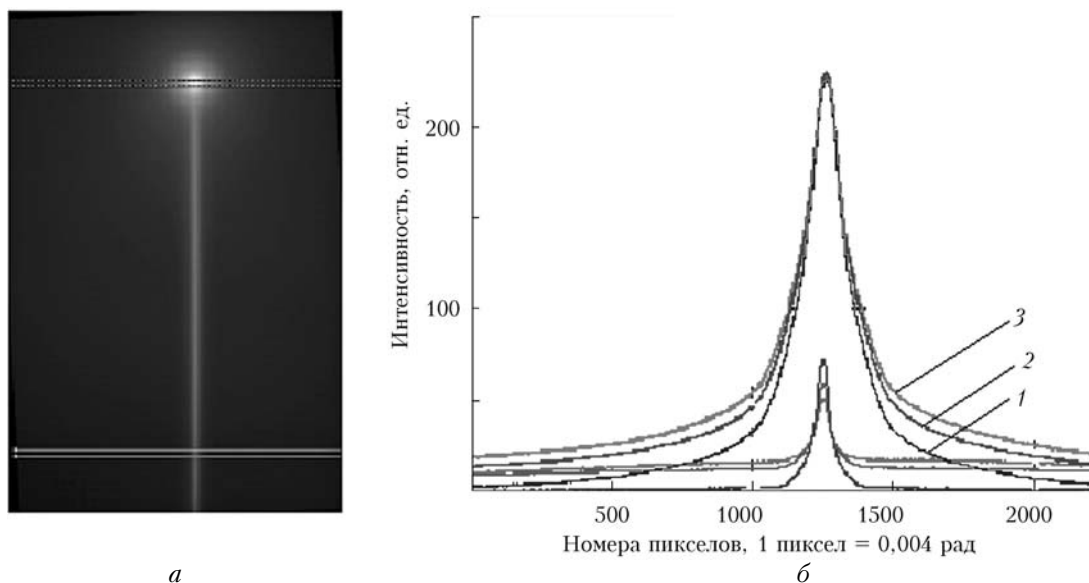 Интенсивность, отн. ед.
200
100
3
2
1
500 1000 1500 2000
Номера пикселов, 1 пиксел = 0,004 рад
а б